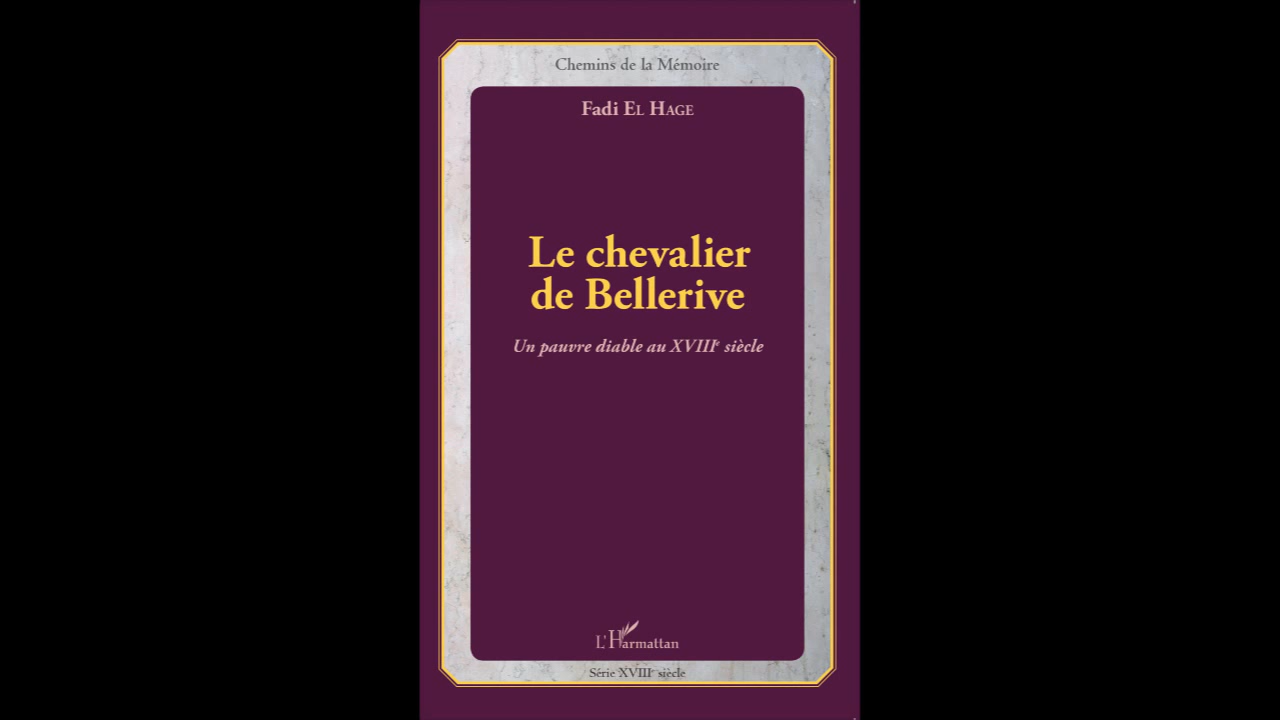 Chemins de la Mémoire
Fadi EL HAGE
Le chevalier
de Bellerive
Un pauvre diable au XVIIIe siècle
L'Harmattan
Série XVIIIe siècle